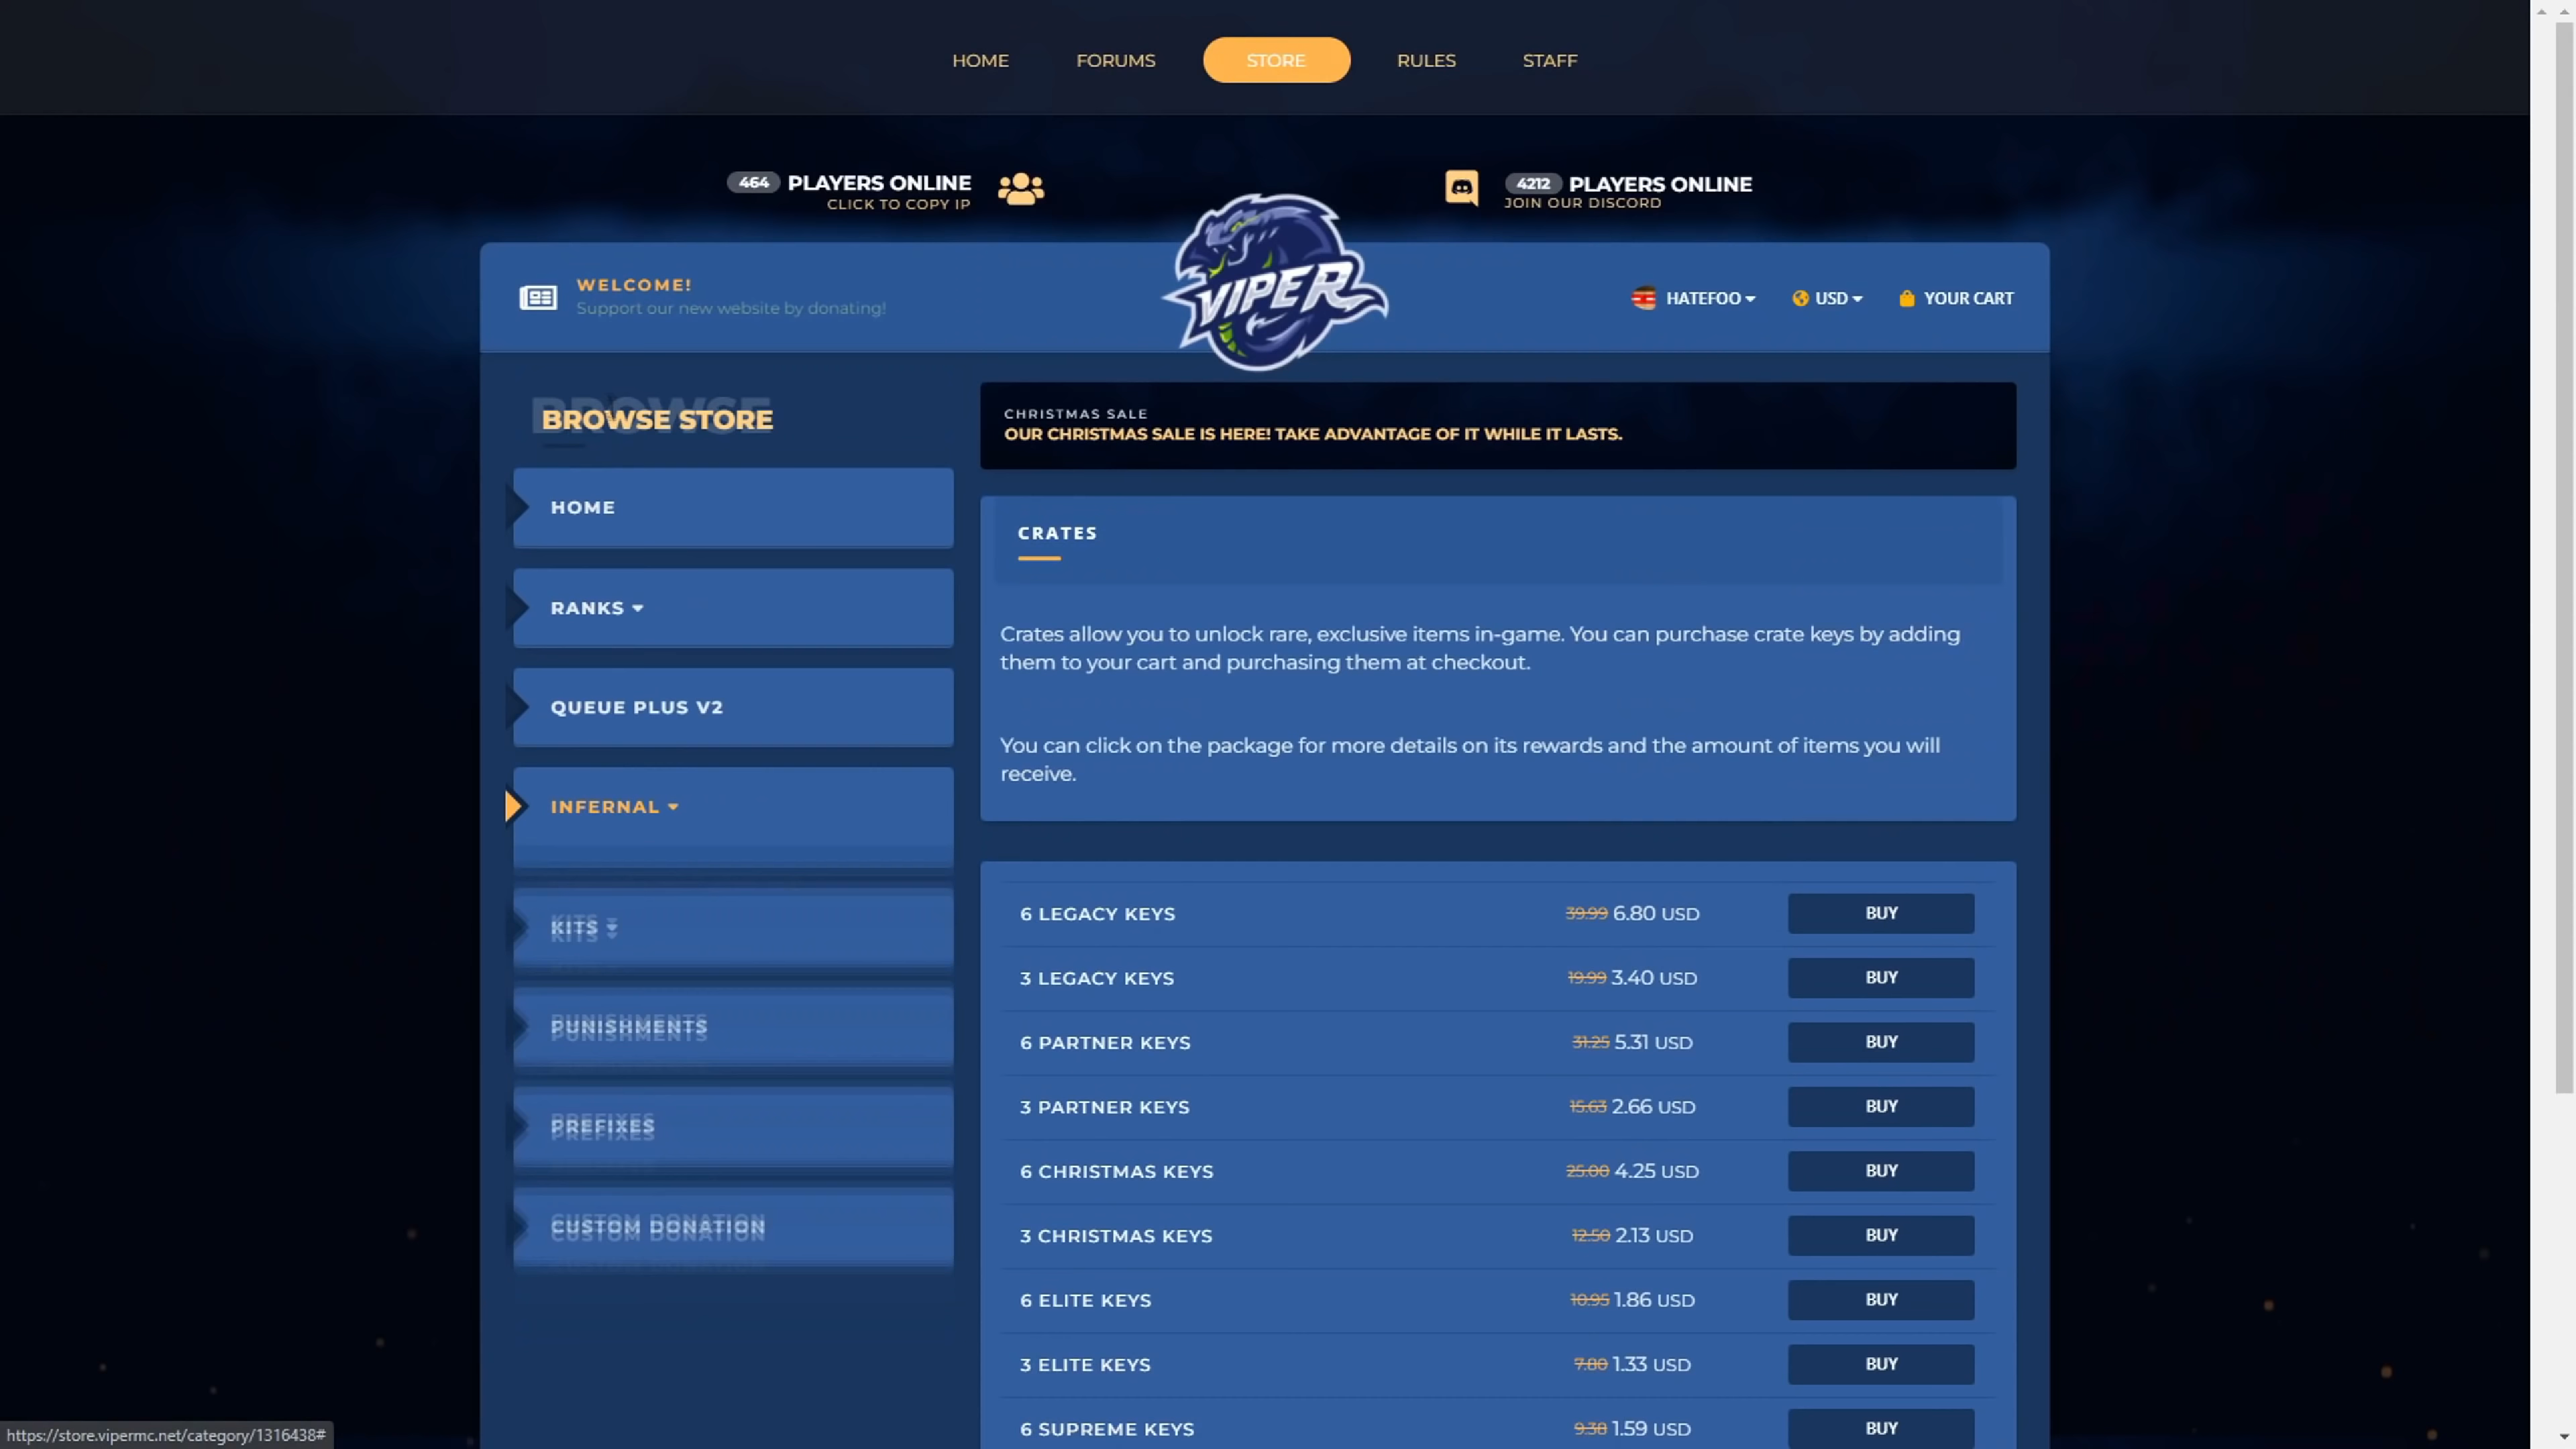 HOME FORUMS STORE RULES STAFF
464 PLAYERS ONLINE
CLICK TO COPY IP
4212 PLAYERS ONLINE
JOIN OUR DISCORD
VIPER
WELCOME!
Support our new website by donating!
HATEFOO USD YOUR CART
BROWSE
BROWSE STORE
HOME
RANKS
QUEUE PLUS V2
INFERNAL
KITS
PUNISHMENTS
PREFIXES
CUSTOM DONATION
CHRISTMAS SALE
OUR CHRISTMAS SALE IS HERE! TAKE ADVANTAGE OF IT WHILE IT LASTS.
CRATES
Crates allow you to unlock rare, exclusive items in-game. You can purchase crate keys by adding
them to your cart and purchasing them at checkout.
You can click on the package for more details on its rewards and the amount of items you will
receive.
6 LEGACY KEYS 39.99 6.80 USD BUY
3 LEGACY KEYS 19.99 3.40 USD BUY
6 PARTNER KEYS 31.25 5.31 USD BUY
3 PARTNER KEYS 15.63 2.66 USD BUY
6 CHRISTMAS KEYS 25.00 4.25 USD BUY
3 CHRISTMAS KEYS 12.50 2.13 USD BUY
6 ELITE KEYS 10.95 1.86 USD BUY
3 ELITE KEYS 7.80 1.33 USD BUY
6 SUPREME KEYS 9.38 1.59 USD BUY
https://store.vipermc.net/category/1316438#